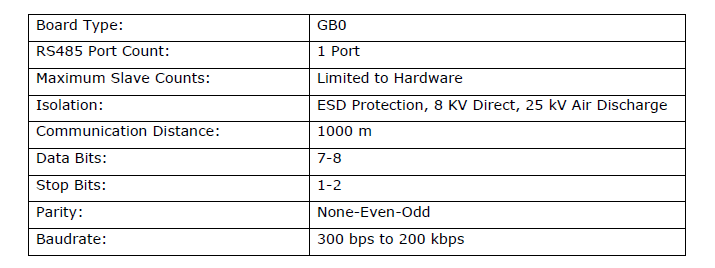 Board Type: GB0
RS485 Port Count: 1 Port
Maximum Slave Counts: Limited to Hardware
Isolation: ESD Protection, 8 KV Direct, 25 kV Air Discharge
Communication Distance: 1000 m
Data Bits: 7-8
Stop Bits: 1-2
Parity: None-Even-Odd
Baudrate: 300 bps to 200 kbps